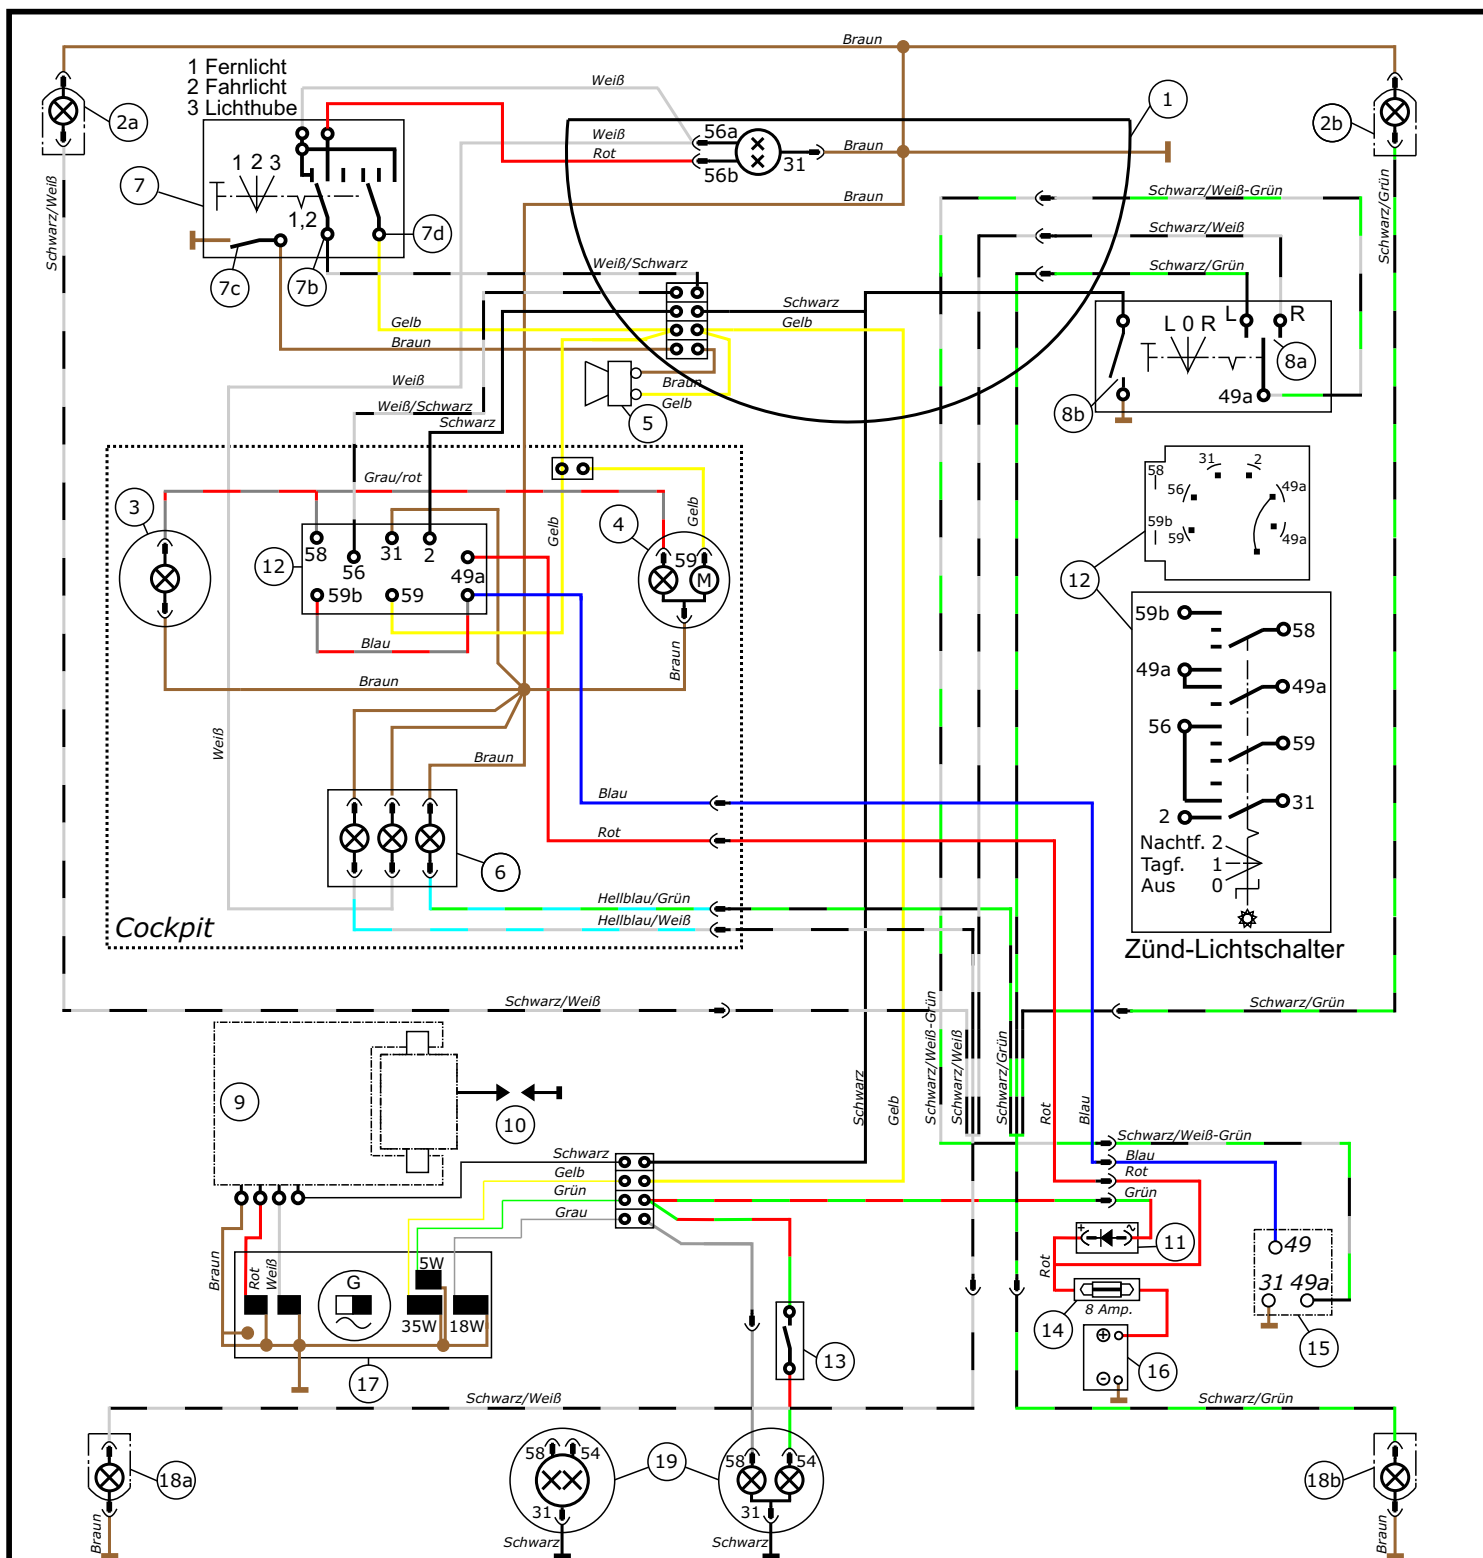 Braun
1 Fernlicht
2 Fahrlicht
3 Lichthube
Weiß
1
2a
2b
56a
Weiß
Braun
Rot
31
56b
1 2 3
7
Schwarz/Weiß-Grün
Braun
1,2
7d
Schwarz/Weiß
Schwarz/Grün
Schwarz/Weiß
7c
7b
Weiß/Schwarz
Schwarz/Grün
Schwarz
Gelb
Gelb
L
R
L 0 R
Braun
8a
Weiß
Braun
Gelb
49a
Weiß/Schwarz
Schwarz
5
8b
Grau/rot
31
2
58
56
49a
3
4
Gelb
Gelb
59b
59
49a
58
31
2
59
56
49a
12
M
12
59b
59
59b
58
Blau
Braun
49a
49a
Braun
Weiß
56
59
Braun
Blau
31
2
Rot
Nachtf. 2
Tagf. 1
Aus 0
6
Hellblau/Grün
Hellblau/Weiß
Cockpit
Zünd-Lichtschalter
Schwarz/Weiß
Schwarz/Grün
Schwarz/Weiß-Grün
Schwarz/Weiß
Schwarz/Grün
Schwarz
Gelb
Rot
Blau
9
10
Schwarz/Weiß-Grün
Schwarz
Blau
Gelb
Rot
Grün
Grün
Grau
Braun
Rot
Weiß
5W
G
+
~
11
Rot
49
31
49a
35W
18W
14
8 Amp.
15
13
16
17
Schwarz/Weiß
Schwarz/Grün
58
54
19
58
54
18a
18b
31
31
Braun
Schwarz
Schwarz
Braun